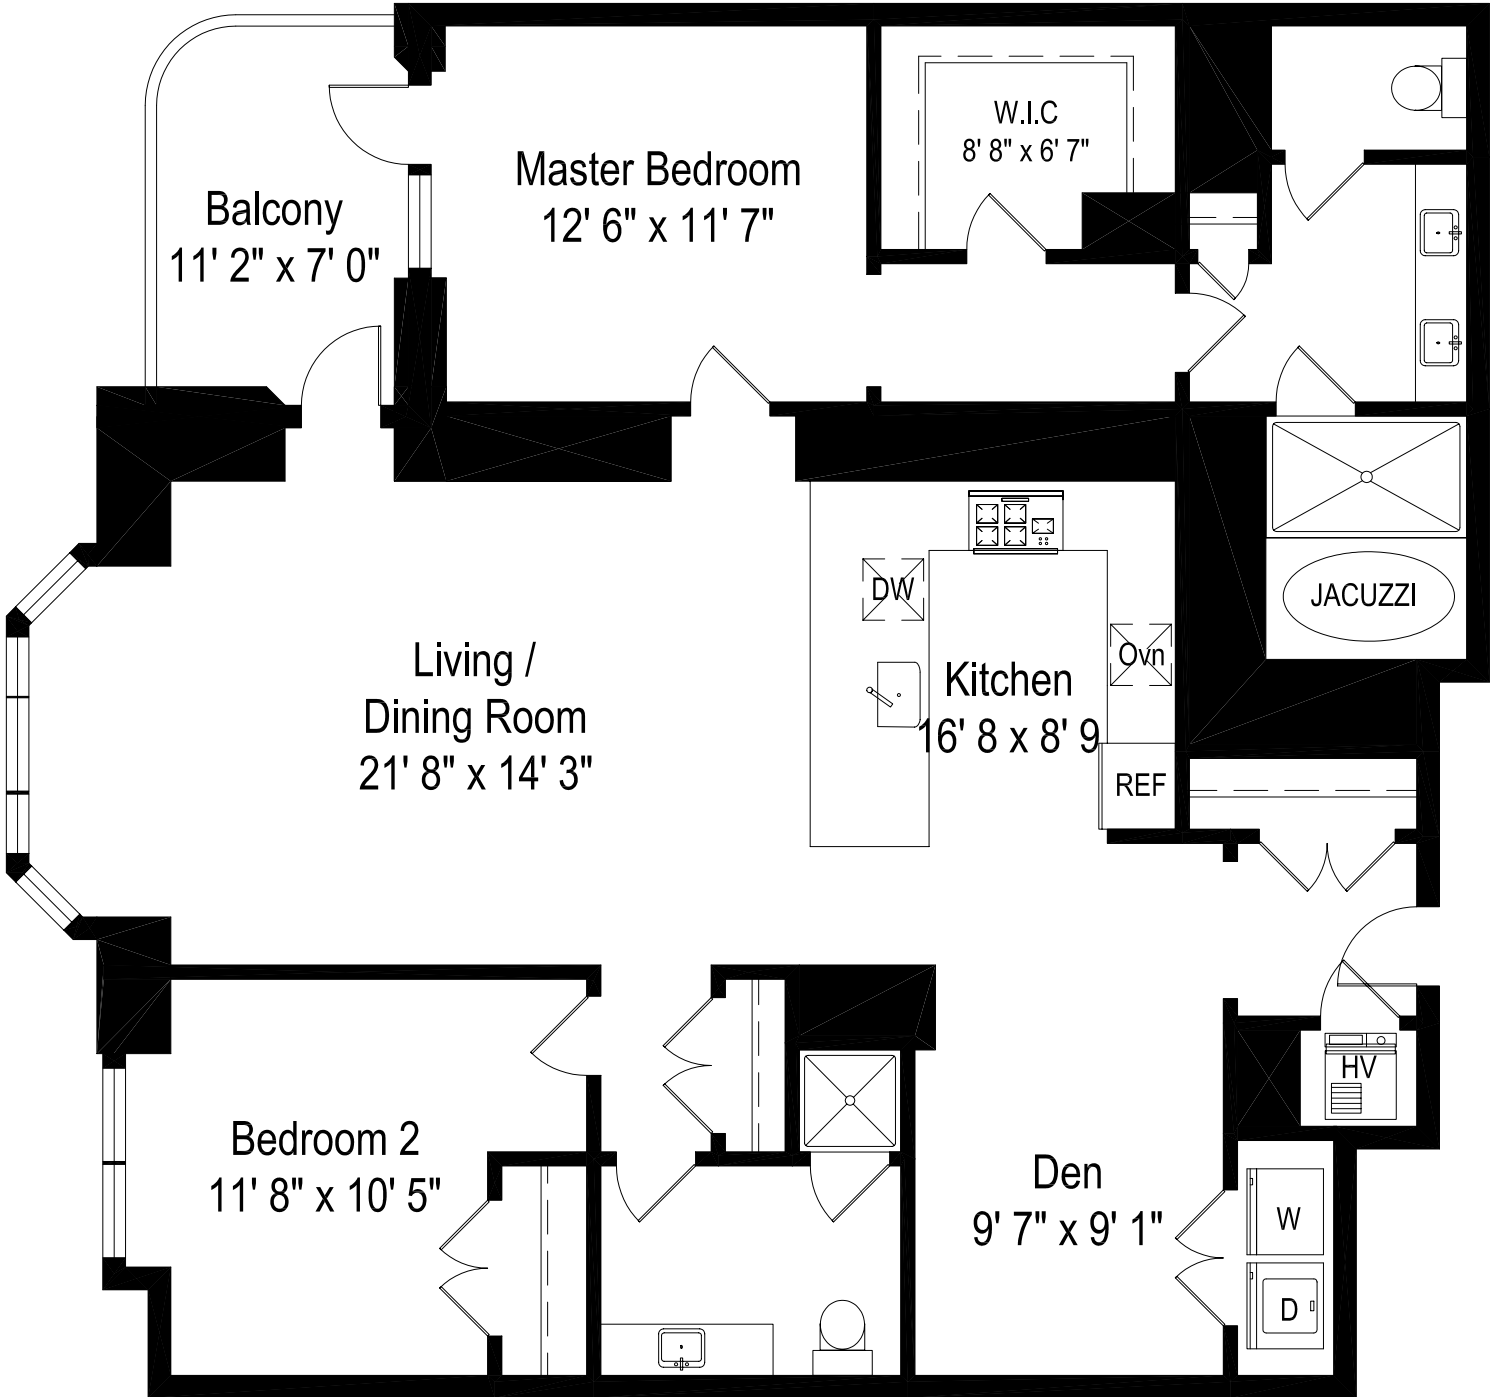 W.I.C
8' 8" x 6' 7"
Master Bedroom
12' 6" x 11' 7"
Balcony
11' 2" x 7' 0"
DW
JACUZZI
Living /
Dining Room
21' 8" x 14' 3"
Ovn
Kitchen
16' 8 x 8' 9
REF
HV
Bedroom 2
11' 8" x 10' 5"
Den
9' 7" x 9' 1"
W
D